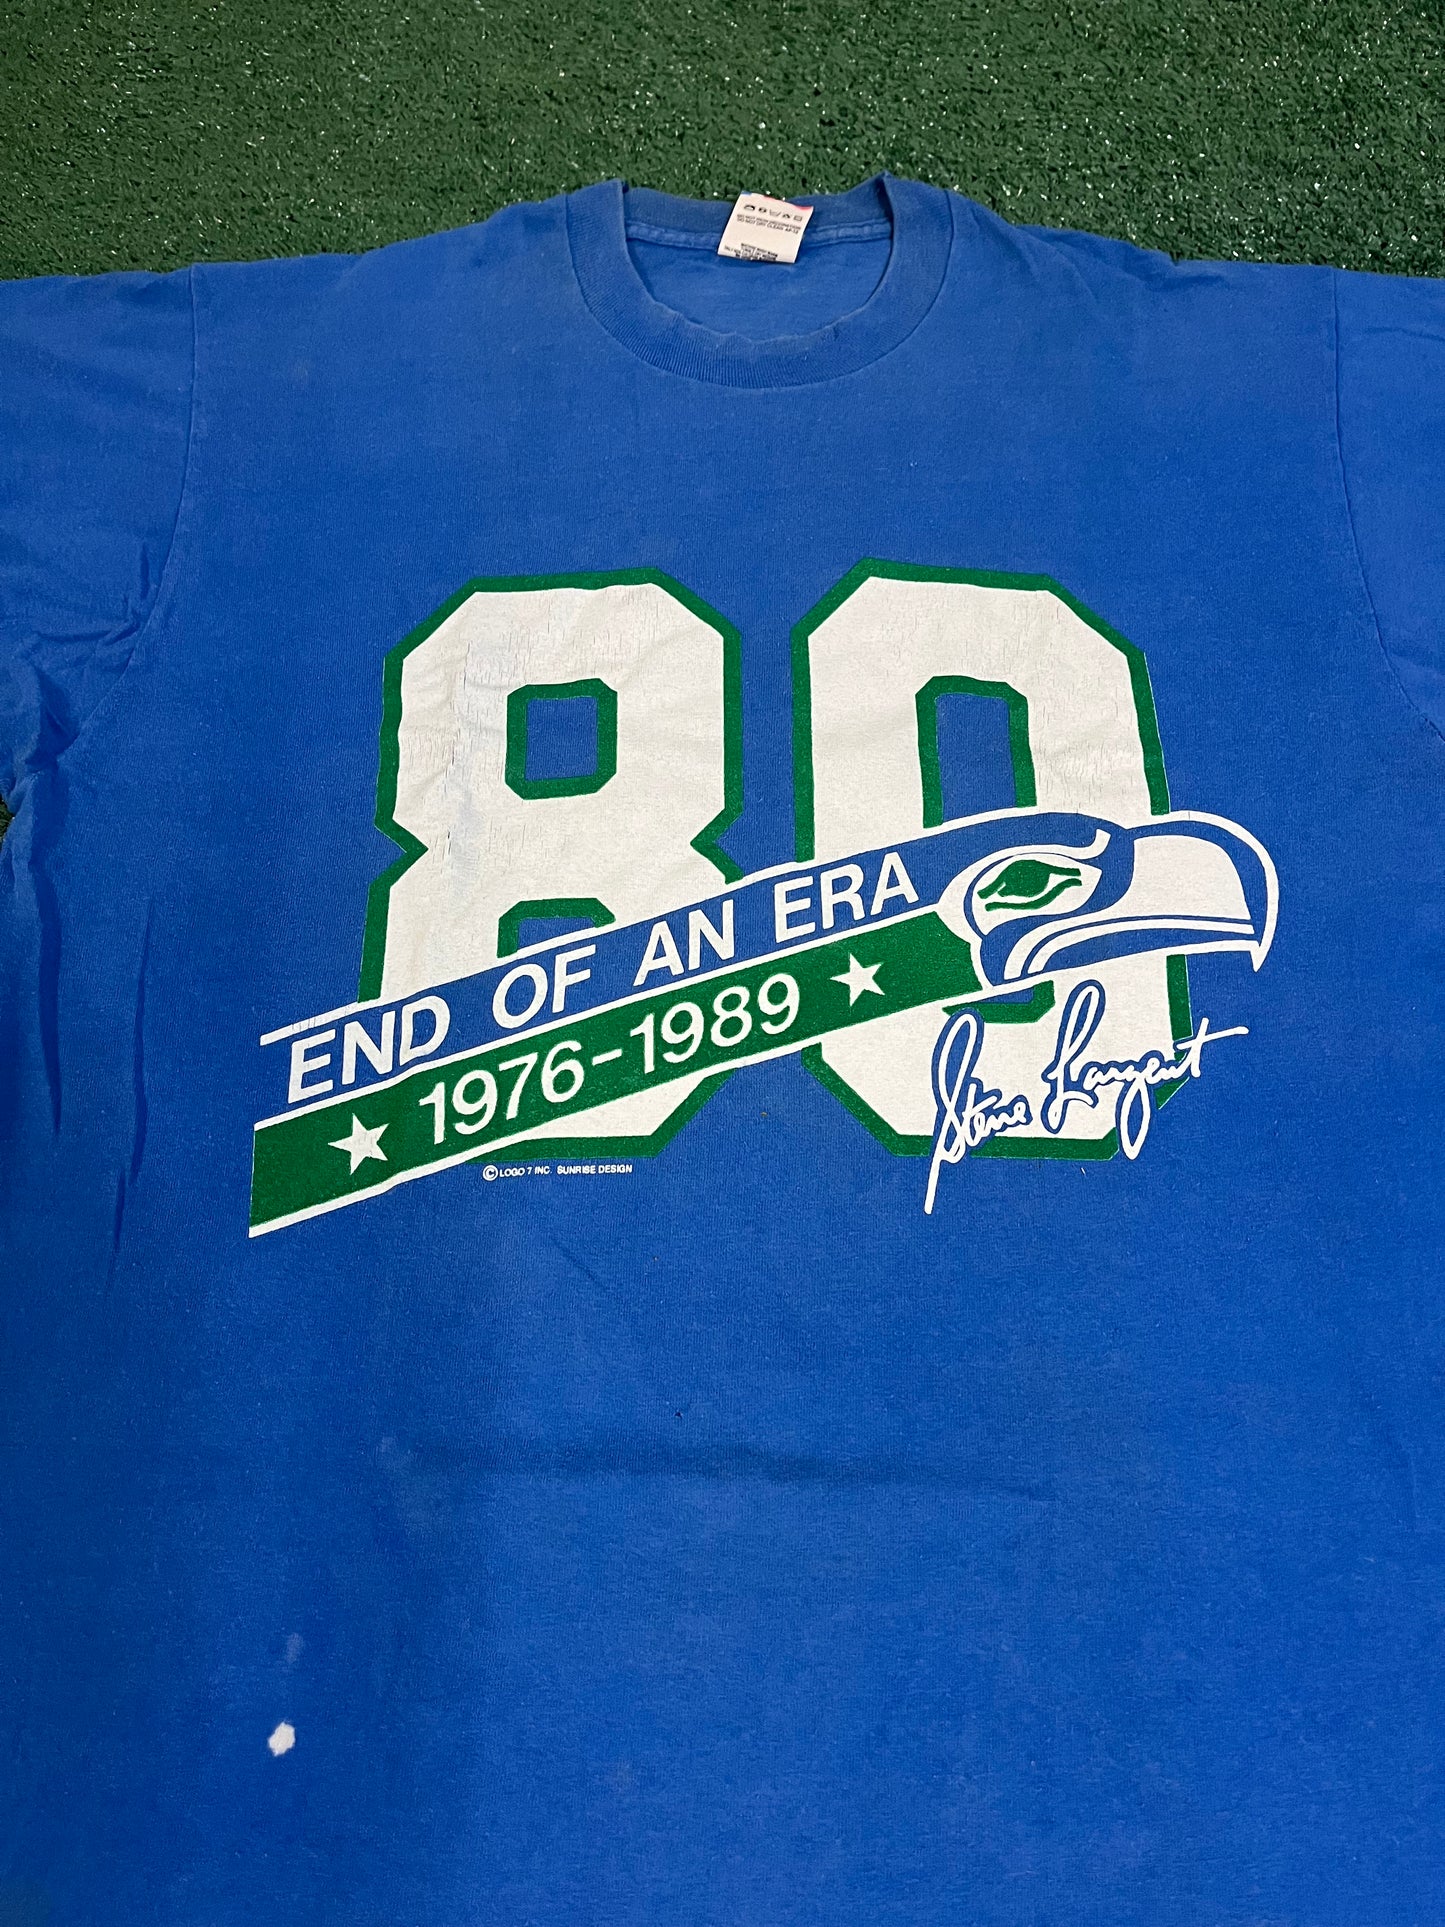 80
END OF AN ERA
★ 1976-1989 ★
Steve Largent
© LOGO 7 INC. SUNRISE DESIGN